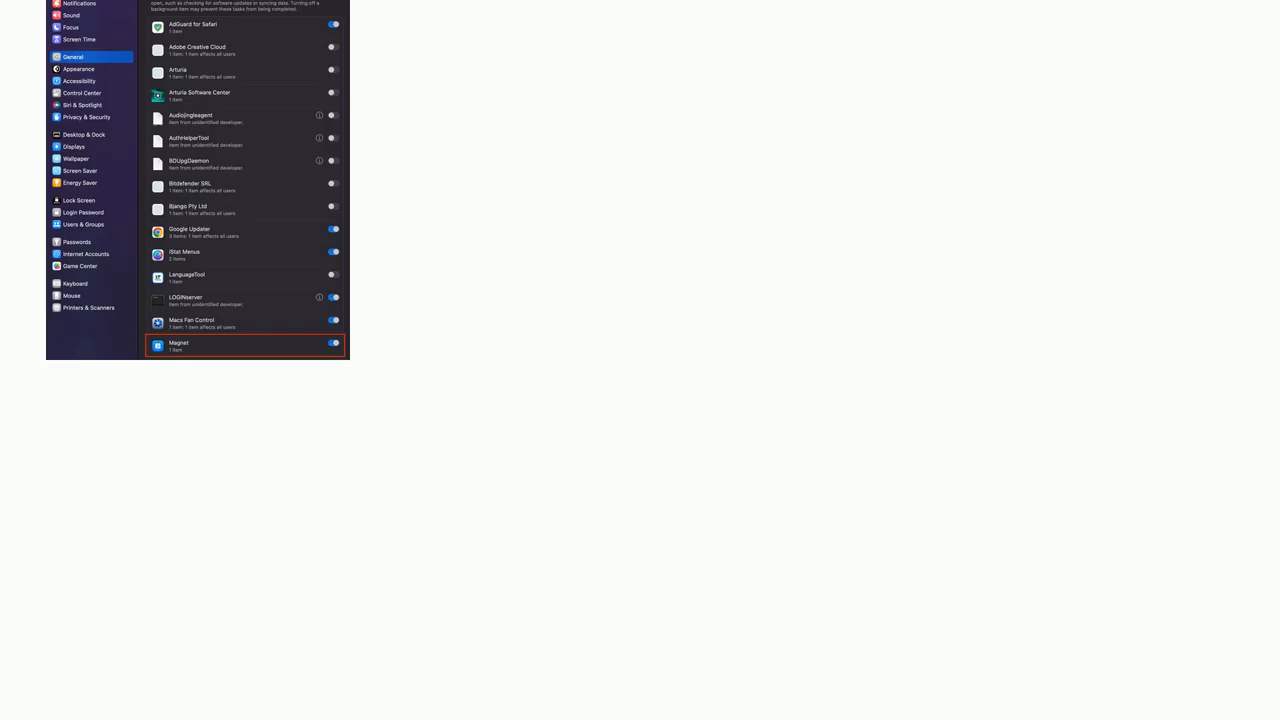 Notifications
Sound
Focus
Screen Time
General
Appearance
Accessibility
Control Center
Siri & Spotlight
Privacy & Security
Desktop & Dock
Displays
Wallpaper
Screen Saver
Energy Saver
Lock Screen
Login Password
Users & Groups
Passwords
Internet Accounts
Game Center
Keyboard
Mouse
Printers & Scanners
open, such as checking for software updates or syncing data. Turning off a
background item may prevent these tasks from being completed.
AdGuard for Safari
1 item
Adobe Creative Cloud
1 item: 1 item affects all users
Arturia
1 item: 1 item affects all users
Arturia Software Center
1 item
Audiojingleagent
Item from unidentified developer.
AuthHelperTool
Item from unidentified developer.
BDUpgDaemon
Item from unidentified developer.
Bitdefender SRL
1 item: 1 item affects all users
Bjango Pty Ltd
1 item: 1 item affects all users
Google Updater
3 items: 1 item affects all users
iStat Menus
2 items
LanguageTool
1 item
LOGINserver
Item from unidentified developer.
Macs Fan Control
1 item: 1 item affects all users
Magnet
1 item